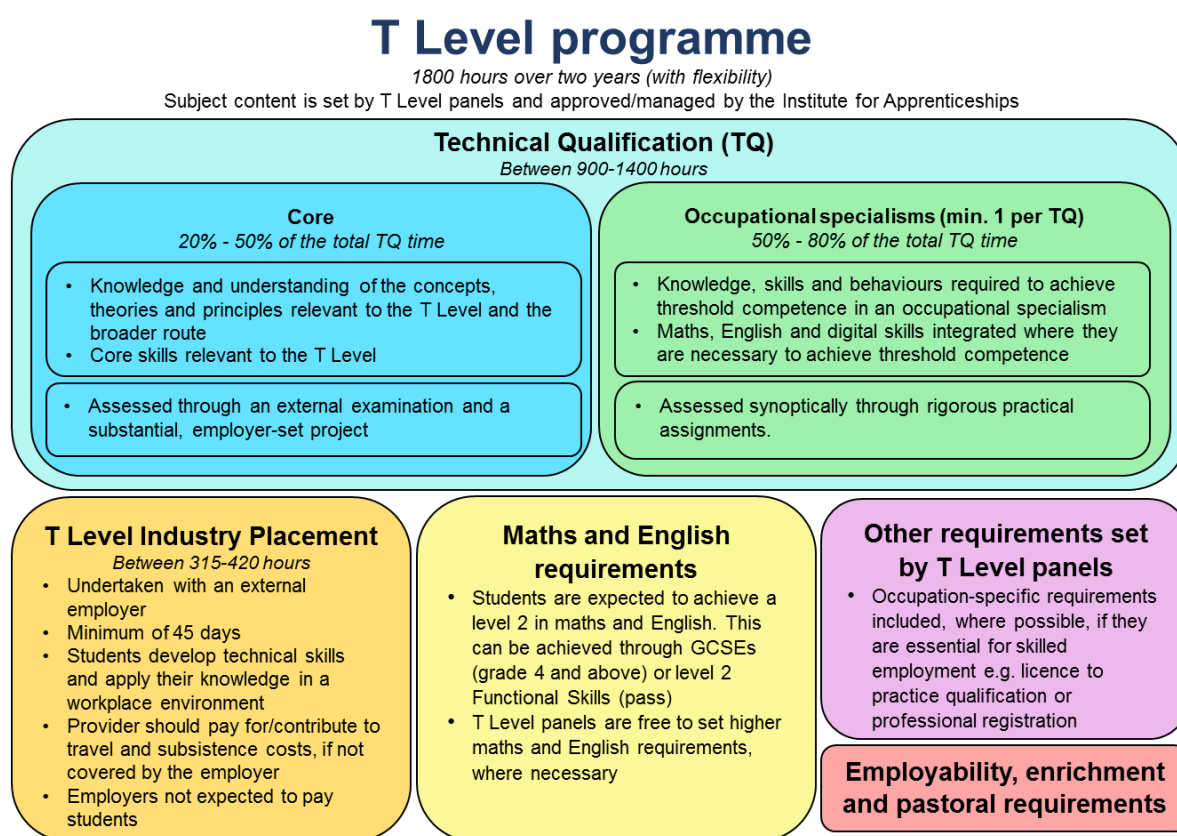 T Level programme
1800 hours over two years (with flexibility)
Subject content is set by T Level panels and approved/managed by the Institute for Apprenticeships
Technical Qualification (TQ)
Between 900-1400 hours
Core
20% - 50% of the total TQ time
• Knowledge and understanding of the concepts,
theories and principles relevant to the T Level and the
broader route
• Core skills relevant to the T Level
• Assessed through an external examination and a
substantial, employer-set project
Occupational specialisms (min. 1 per TQ)
50% - 80% of the total TQ time
• Knowledge, skills and behaviours required to achieve
threshold competence in an occupational specialism
• Maths, English and digital skills integrated where they
are necessary to achieve threshold competence
• Assessed synoptically through rigorous practical
assignments.
T Level Industry Placement
Between 315-420 hours
• Undertaken with an external
employer
• Minimum of 45 days
• Students develop technical skills
and apply their knowledge in a
workplace environment
• Provider should pay for/contribute to
travel and subsistence costs, if not
covered by the employer
• Employers not expected to pay
students
Maths and English
requirements
• Students are expected to achieve a
level 2 in maths and English. This
can be achieved through GCSEs
(grade 4 and above) or level 2
Functional Skills (pass)
• T Level panels are free to set higher
maths and English requirements,
where necessary
Other requirements set
by T Level panels
• Occupation-specific requirements
included, where possible, if they
are essential for skilled
employment e.g. licence to
practice qualification or
professional registration
Employability, enrichment
and pastoral requirements